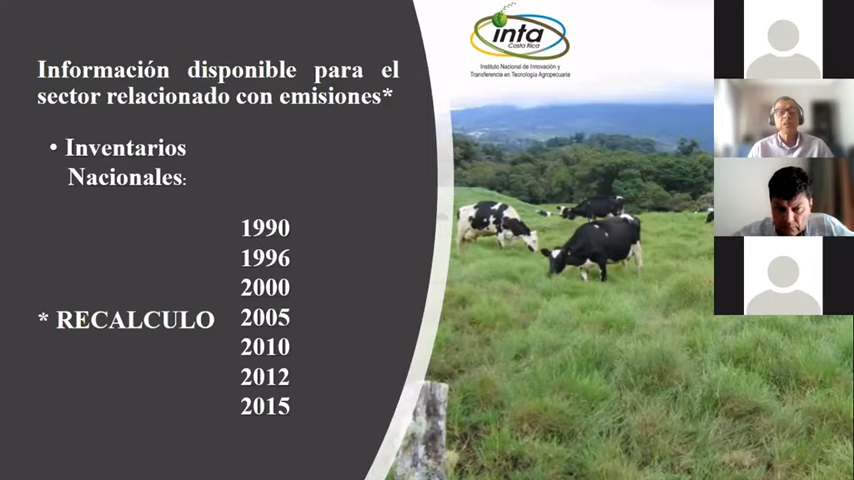 Información disponible para el
sector relacionado con emisiones*
• Inventarios
Nacionales:
1990
1996
2000
* RECALCULO 2005
2010
2012
2015
inta
Costa Rica
Instituto Nacional de Innovación y
Transferencia en Tecnología Agropecuaria